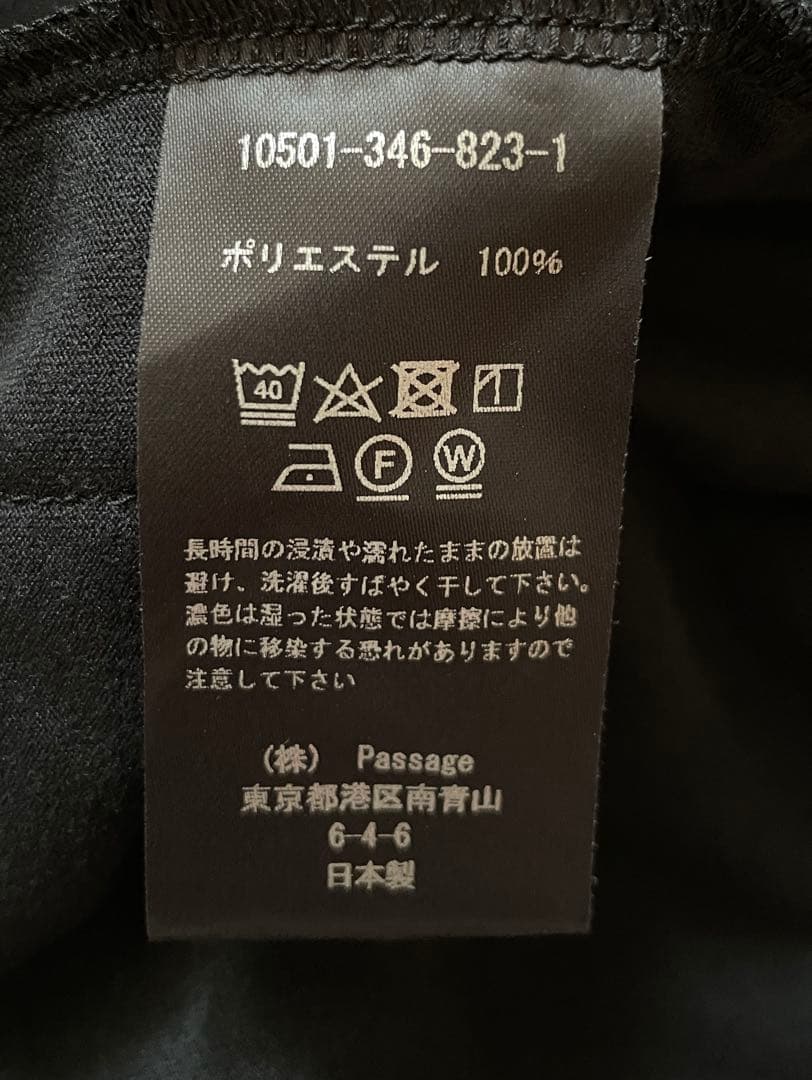 10501-346-823-1
ポリエステル 100%
40
F W
長時間の浸漬や濡れたままの放置は
避け、洗濯後すばやく干して下さい。
濃色は湿った状態では摩擦により他
の物に移染する恐れがありますので
注意して下さい
(株) Passage
東京都港区南青山
6-4-6
日本製